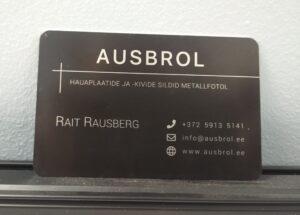 AUSBROL
HAUAPLAATIDE JA -KIVIDE SILDID METALLFOTOL
RAIT RAUSBERG
+372 5913 5141
info@ausbrol.ee
www.ausbrol.ee